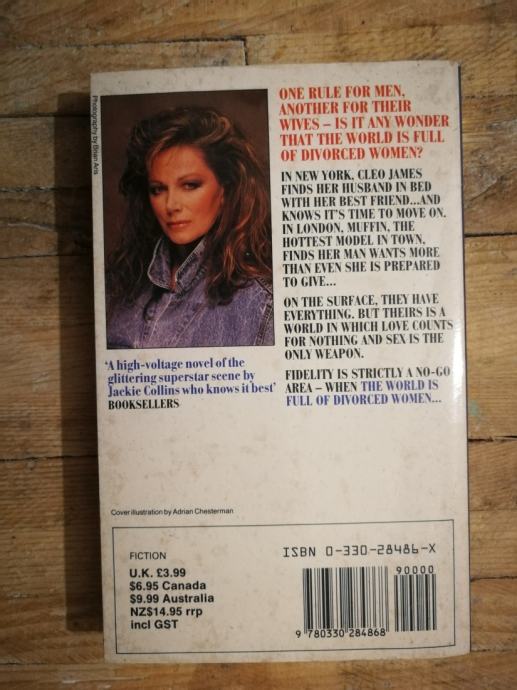 Photography by Brian Aris
ONE RULE FOR MEN,
ANOTHER FOR THEIR
WIVES – IS IT ANY WONDER
THAT THE WORLD IS FULL
OF DIVORCED WOMEN?
IN NEW YORK, CLEO JAMES
FINDS HER HUSBAND IN BED
WITH HER BEST FRIEND...AND
KNOWS IT'S TIME TO MOVE ON.
IN LONDON, MUFFIN, THE
HOTTEST MODEL IN TOWN,
FINDS HER MAN WANTS MORE
THAN EVEN SHE IS PREPARED
TO GIVE...
ON THE SURFACE, THEY HAVE
EVERYTHING. BUT THEIRS IS A
WORLD IN WHICH LOVE COUNTS
FOR NOTHING AND SEX IS THE
ONLY WEAPON.
FIDELITY IS STRICTLY A NO-GO
AREA – WHEN THE WORLD IS
FULL OF DIVORCED WOMEN...
'A high-voltage novel of the
glittering superstar scene by
Jackie Collins who knows it best'
BOOKSELLERS
Cover illustration by Adrian Chesterman
FICTION
U.K. £3.99
$6.95 Canada
$9.99 Australia
NZ$14.95 rrp
incl GST
ISBN 0-330-28486-X
90000
9 780330 284868